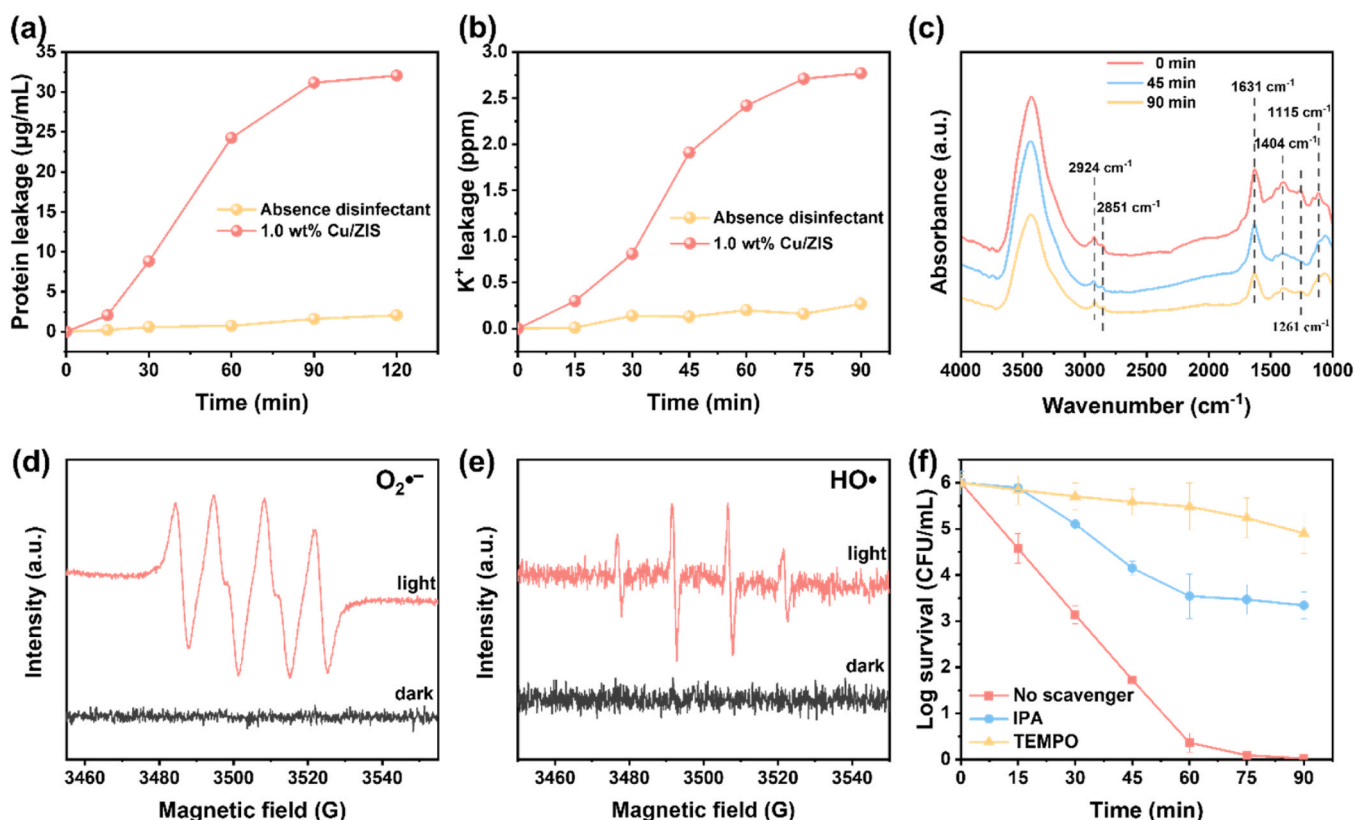 (a)
35
30
25
20
15
10
5
0
Protein leakage (µg/mL)
Absence disinfectant
1.0 wt% Cu/ZIS
0 30 60 90 120
Time (min)
(b)
3.0
2.5
2.0
1.5
1.0
0.5
0.0
K⁺ leakage (ppm)
Absence disinfectant
1.0 wt% Cu/ZIS
0 15 30 45 60 75 90
Time (min)
(c)
0 min
45 min
90 min
1631 cm⁻¹
1115 cm⁻¹
1404 cm⁻¹
2924 cm⁻¹
2851 cm⁻¹
1261 cm⁻¹
Absorbance (a.u.)
4000 3500 3000 2500 2000 1500 1000
Wavenumber (cm⁻¹)
(d)
O₂•⁻
light
dark
Intensity (a.u.)
3460 3480 3500 3520 3540
Magnetic field (G)
(e)
HO•
light
dark
Intensity (a.u.)
3460 3480 3500 3520 3540
Magnetic field (G)
(f)
6
5
4
3
2
1
0
Log survival (CFU/mL)
No scavenger
IPA
TEMPO
0 15 30 45 60 75 90
Time (min)